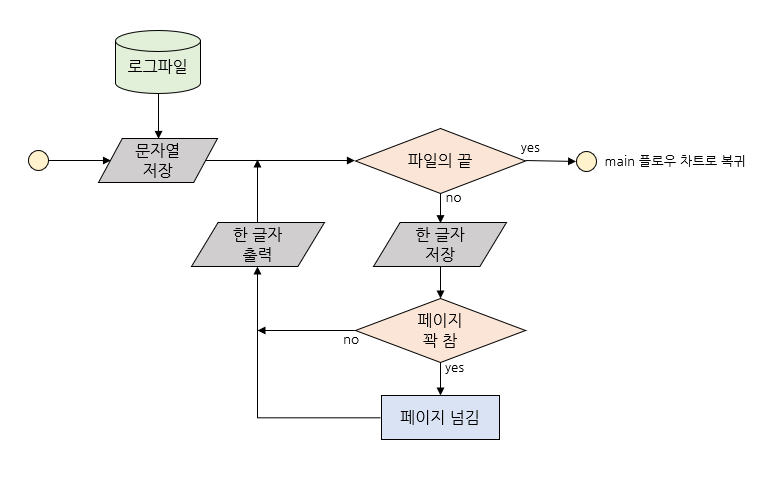 로그파일
문자열
저장
파일의 끝
yes
main 플로우 차트로 복귀
no
한 글자
출력
한 글자
저장
페이지
꽉 참
no
yes
페이지 넘김